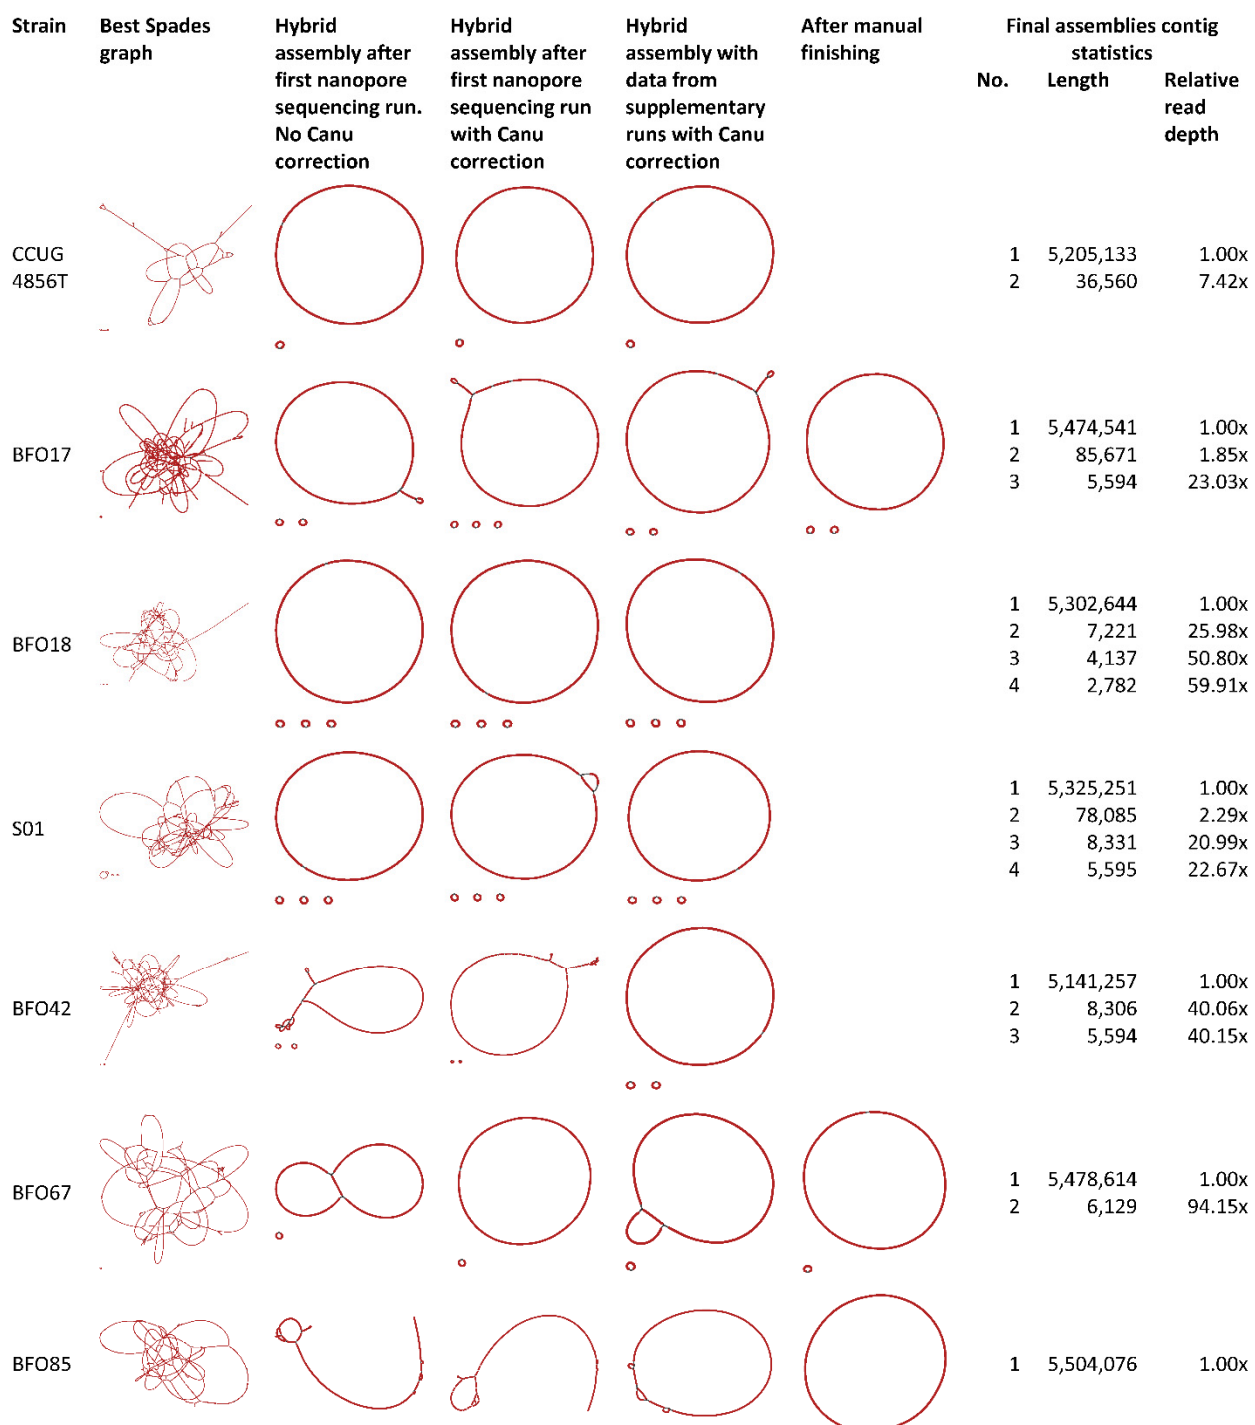 Strain Best Spades graph Hybrid assembly after first nanopore sequencing run. No Canu correction Hybrid assembly after first nanopore sequencing run with Canu correction Hybrid assembly with data from supplementary runs with Canu correction After manual finishing Final assemblies contig statistics
No. Length Relative read depth
CCUG 4856T
1 5,205,133 1.00x
2 36,560 7.42x
BFO17
1 5,474,541 1.00x
2 85,671 1.85x
3 5,594 23.03x
BFO18
1 5,302,644 1.00x
2 7,221 25.98x
3 4,137 50.80x
4 2,782 59.91x
S01
1 5,325,251 1.00x
2 78,085 2.29x
3 8,331 20.99x
4 5,595 22.67x
BFO42
1 5,141,257 1.00x
2 8,306 40.06x
3 5,594 40.15x
BFO67
1 5,478,614 1.00x
2 6,129 94.15x
BFO85
1 5,504,076 1.00x